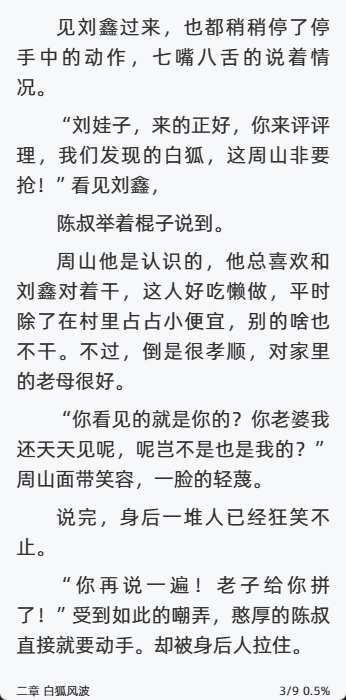 见刘鑫过来，也都稍稍停了停
手中的动作，七嘴八舌的说着情
况。
“刘娃子，来的正好，你来评评
理，我们发现的白狐，这周山非要
抢！”看见刘鑫，
陈叔举着棍子说到。
周山他是认识的，他总喜欢和
刘鑫对着干，这人好吃懒做，平时
除了在村里占占小便宜，别的啥也
不干。不过，倒是很孝顺，对家里
的老母很好。
“你看见的就是你的？你老婆我
还天天见呢，呢岂不是也是我的？”
周山面带笑容，一脸的轻蔑。
说完，身后一堆人已经狂笑不
止。
“你再说一遍！老子给你拼
了！”受到如此的嘲弄，憨厚的陈叔
直接就要动手。却被身后人拉住。
二章 白狐风波
3/9 0.5%